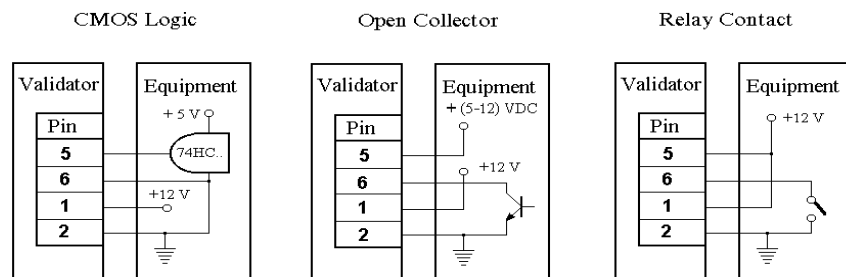 CMOS Logic
Open Collector
Relay Contact
Validator
Equipment
Pin
5
6
1
2
+ 5 V
74HC..
+12 V
Validator
Equipment
Pin
5
6
1
2
+ (5-12) VDC
+12 V
Validator
Equipment
Pin
5
6
1
2
+12 V